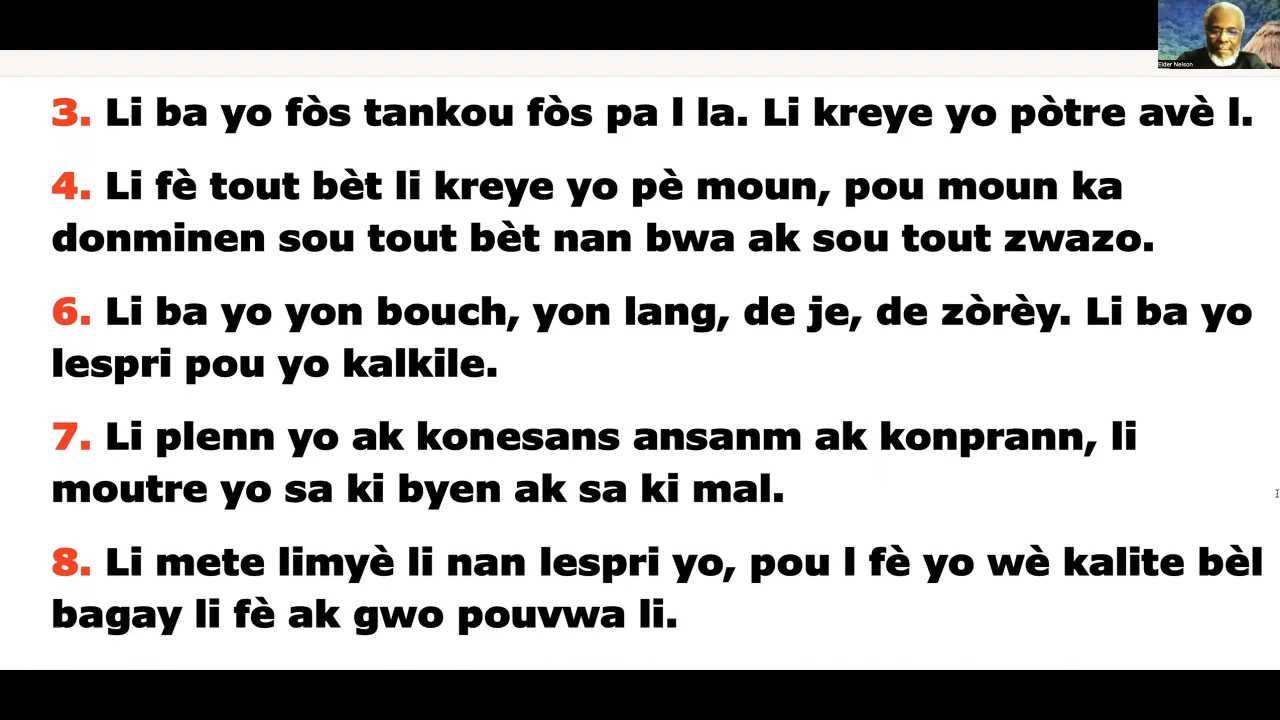 Elder Nelson
3. Li ba yo fòs tankou fòs pa l la. Li kreye yo pòtre avè l.
4. Li fè tout bèt li kreye yo pè moun, pou moun ka
donminen sou tout bèt nan bwa ak sou tout zwazo.
6. Li ba yo yon bouch, yon lang, de je, de zòrèy. Li ba yo
lespri pou yo kalkile.
7. Li plenn yo ak konesans ansanm ak konprann, li
moutre yo sa ki byen ak sa ki mal.
8. Li mete limyè li nan lespri yo, pou l fè yo wè kalite bèl
bagay li fè ak gwo pouvwa li.